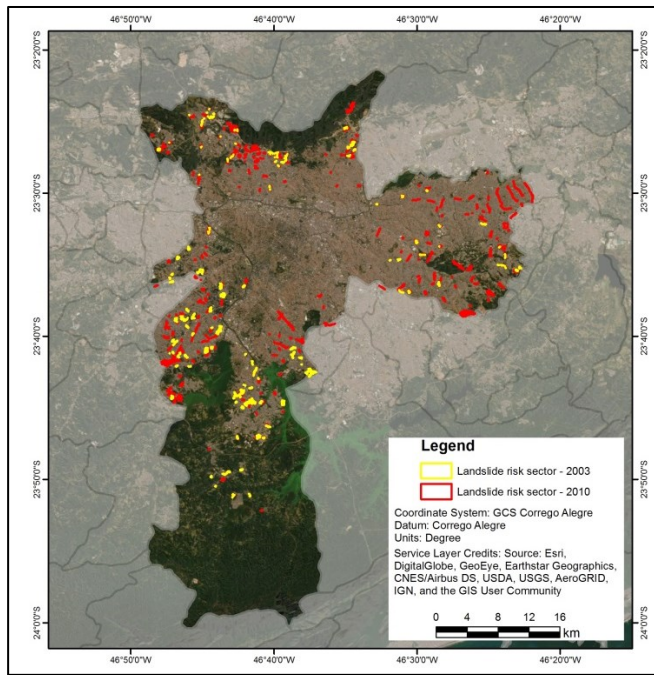 46°50'0"W 46°40'0"W 46°30'0"W 46°20'0"W
23°20'0"S 23°20'0"S
23°30'0"S 23°30'0"S
23°40'0"S 23°40'0"S
23°50'0"S 23°50'0"S
24°0'0"S 24°0'0"S
Legend
Landslide risk sector - 2003
Landslide risk sector - 2010
Coordinate System: GCS Corrego Alegre
Datum: Corrego Alegre
Units: Degree
Service Layer Credits: Source: Esri,
DigitalGlobe, GeoEye, Earthstar Geographics,
CNES/Airbus DS, USDA, USGS, AeroGRID,
IGN, and the GIS User Community
0 4 8 12 16
km
46°50'0"W 46°40'0"W 46°30'0"W 46°20'0"W